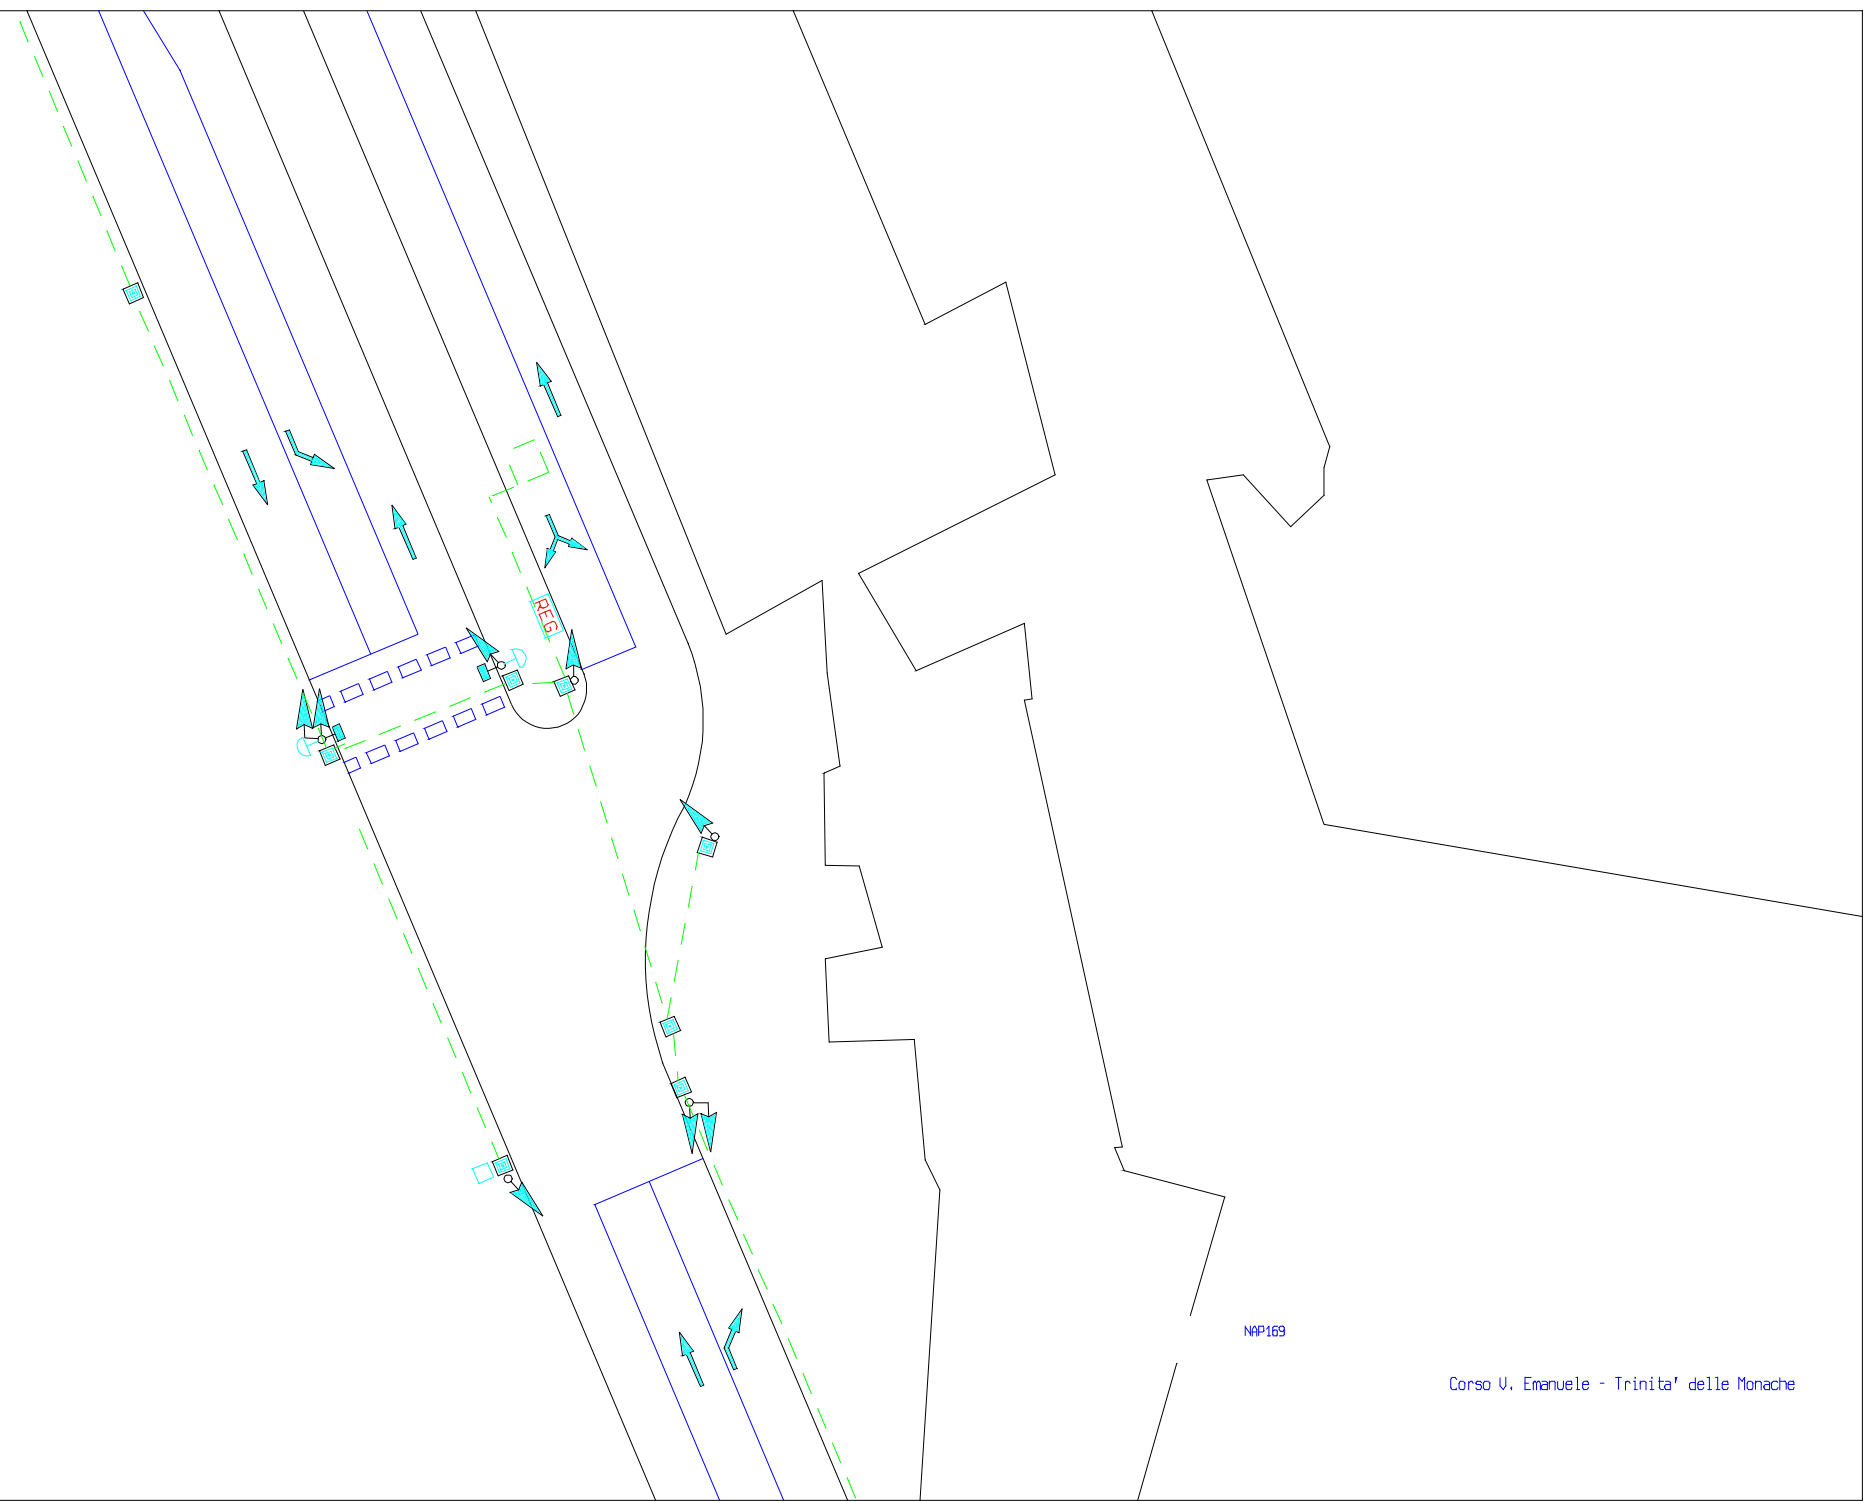 REG
NAP169
Corso V. Emanuele - Trinita' delle Monache